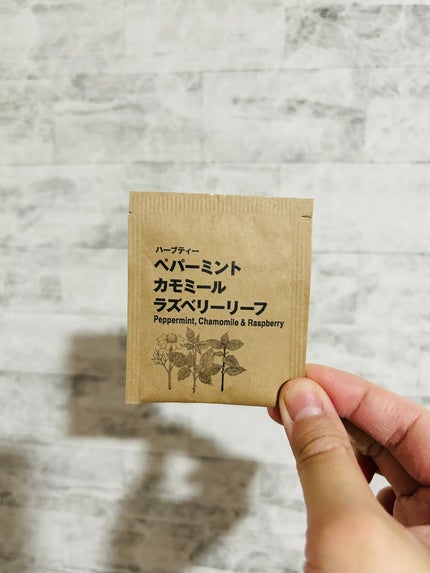 ハーブティー
ペパーミント
カモミール
ラズベリーリーフ
Peppermint, Chamomile & Raspberry